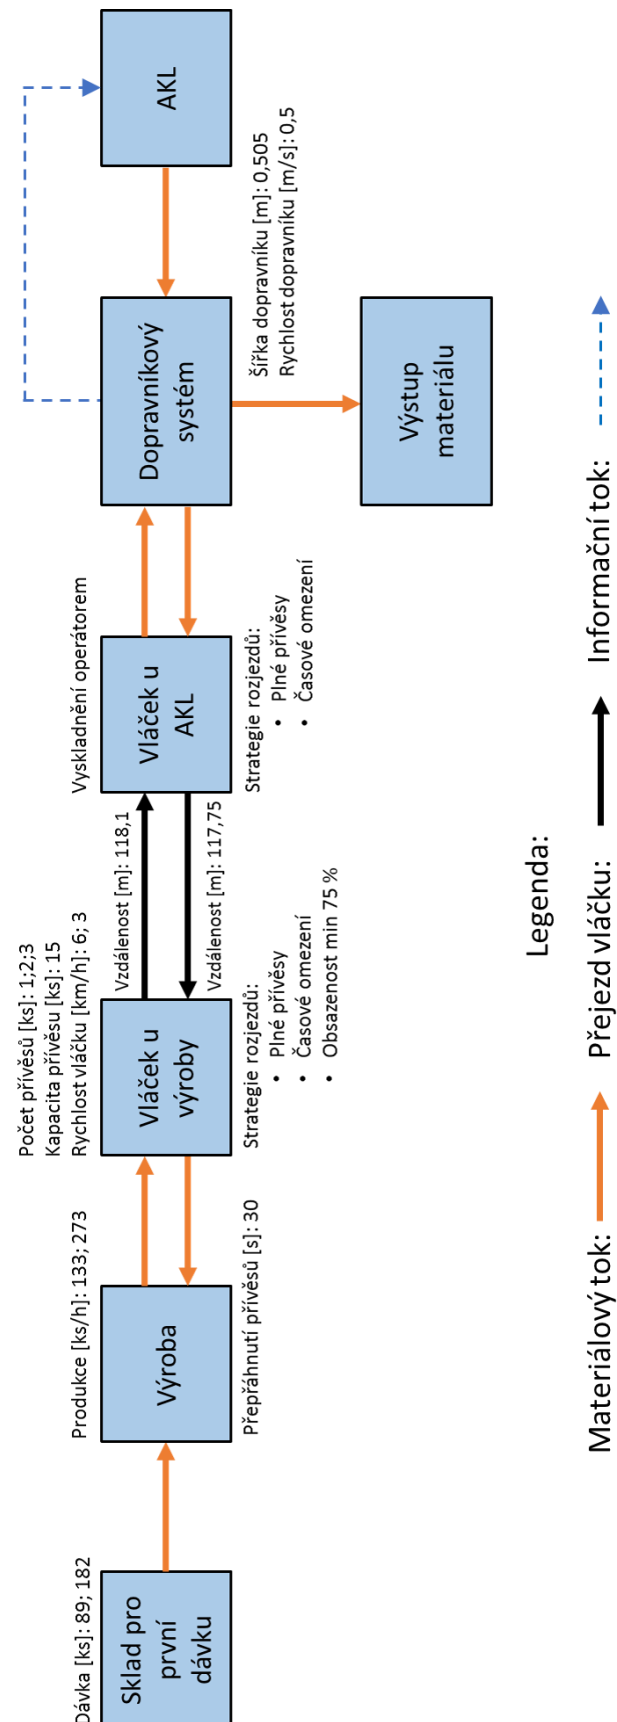 Dávka [ks]: 89; 182
Sklad pro
první
dávku
Produkce [ks/h]: 133; 273
Výroba
Přepřáhnutí přívěsů [s]: 30
Počet přívěsů [ks]: 1;2;3
Kapacita přívěsu [ks]: 15
Rychlost vláčku [km/h]: 6; 3
Vláček u
výroby
Strategie rozjezdů:
• Plné přívěsy
• Časové omezení
• Obsazenost min 75 %
Vzdálenost [m]: 118,1
Vzdálenost [m]: 117,75
Vyskladnění operátorem
Vláček u
AKL
Strategie rozjezdů:
• Plné přívěsy
• Časové omezení
Dopravníkový
systém
Šířka dopravníku [m]: 0,505
Rychlost dopravníku [m/s]: 0,5
AKL
Výstup
materiálu
Legenda:
Materiálový tok:
Přejezd vláčku:
Informační tok: